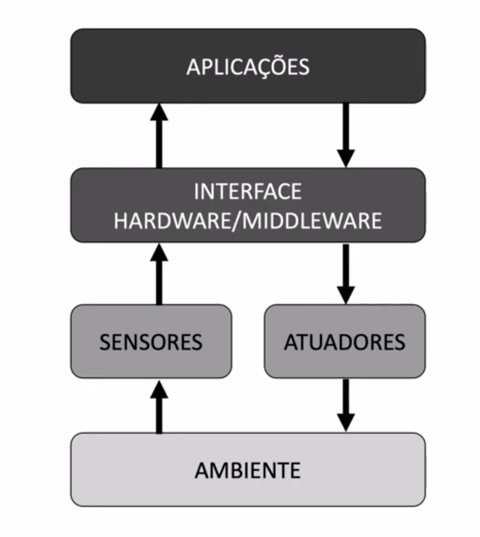 APLICAÇÕES
INTERFACE
HARDWARE/MIDDLEWARE
SENSORES
ATUADORES
AMBIENTE